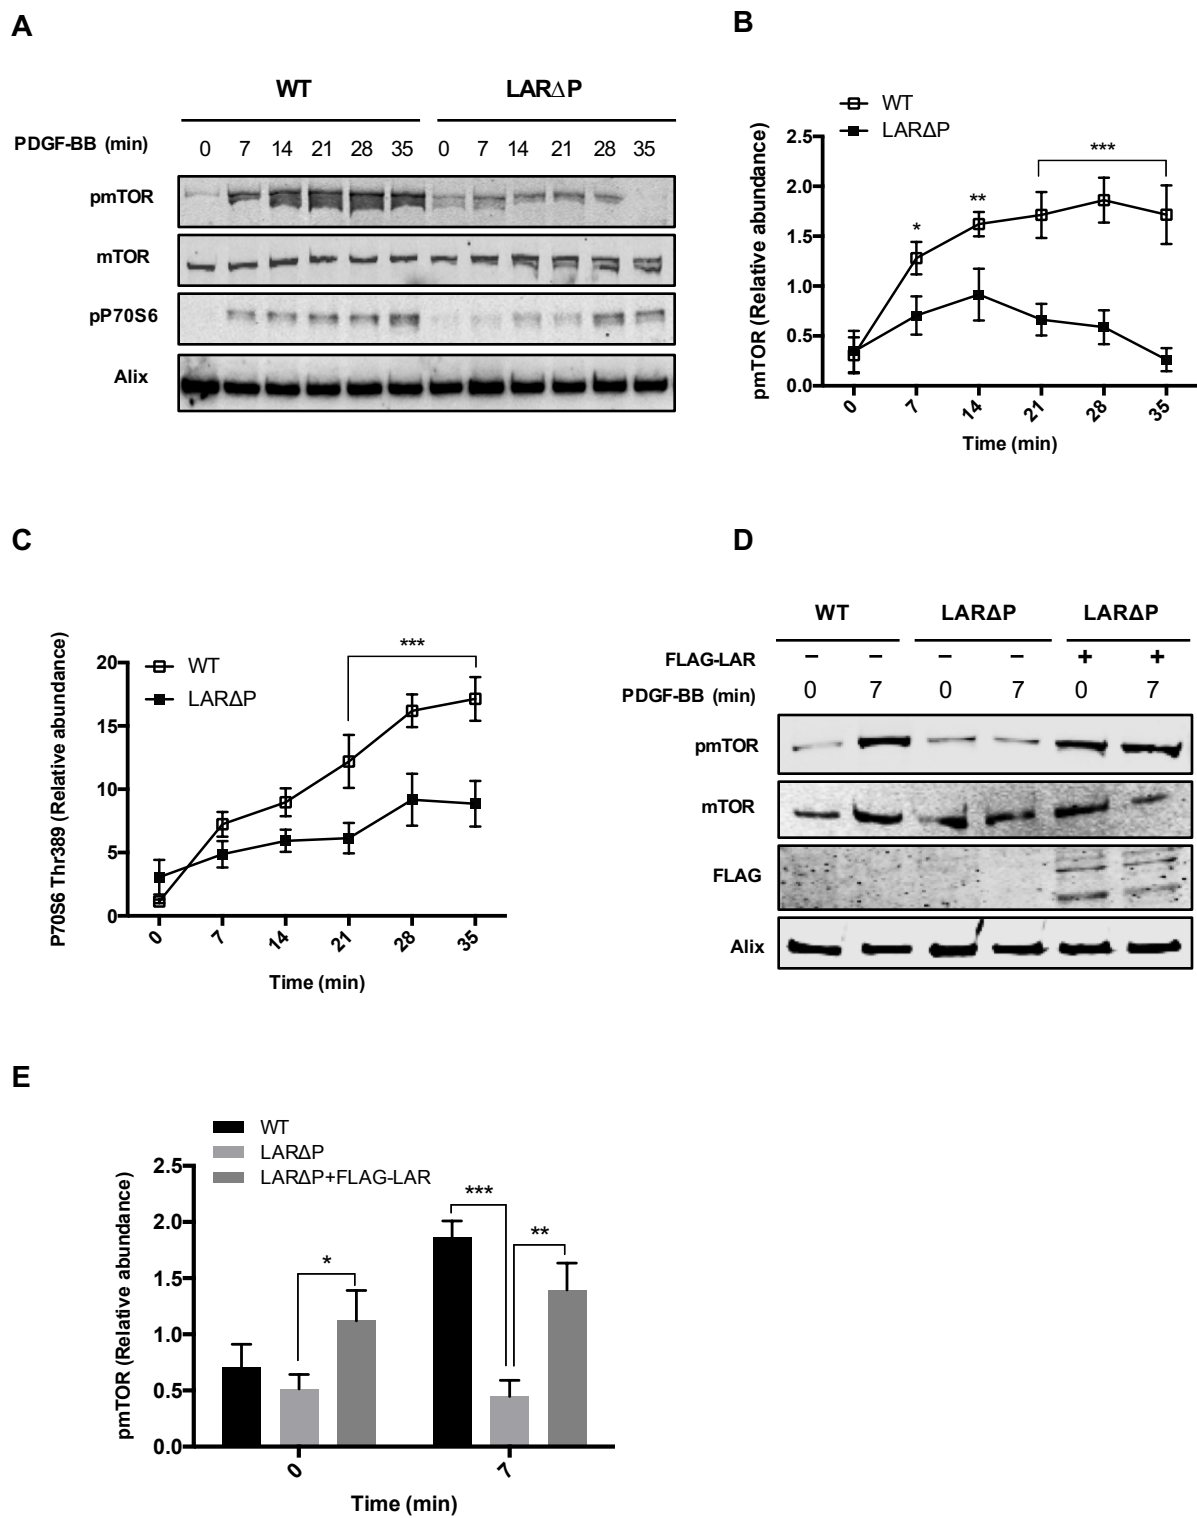 A
WT LAR∆P
PDGF-BB (min) 0 7 14 21 28 35 0 7 14 21 28 35
pmTOR
mTOR
pP70S6
Alix
B
WT
LARΔP
pmTOR (Relative abundance)
2.5
2.0
1.5
1.0
0.5
0.0
* ** ***
0 7 14 21 28 35
Time (min)
C
P70S6 Thr389 (Relative abundance)
WT
LARΔP
20
15
10
5
0
***
0 7 14 21 28 35
Time (min)
D
WT LARΔP LARΔP
FLAG-LAR − − − − + +
PDGF-BB (min) 0 7 0 7 0 7
pmTOR
mTOR
FLAG
Alix
E
WT
LARΔP
LARΔP+FLAG-LAR
pmTOR (Relative abundance)
2.5
2.0
1.5
1.0
0.5
0.0
* *** **
0 7
Time (min)